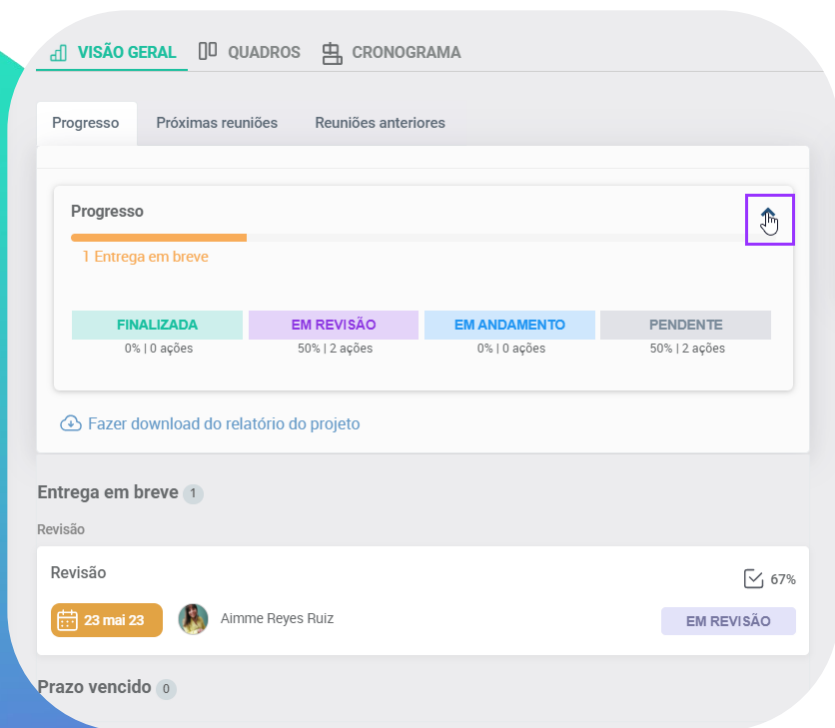 VISÃO GERAL QUADROS CRONOGRAMA
Progresso Próximas reuniões Reuniões anteriores
Progresso
1 Entrega em breve
FINALIZADA EM REVISÃO EM ANDAMENTO PENDENTE
0% | 0 ações 50% | 2 ações 0% | 0 ações 50% | 2 ações
Fazer download do relatório do projeto
Entrega em breve 1
Revisão
Revisão 67%
23 mai 23 Aimme Reyes Ruiz EM REVISÃO
Prazo vencido 0